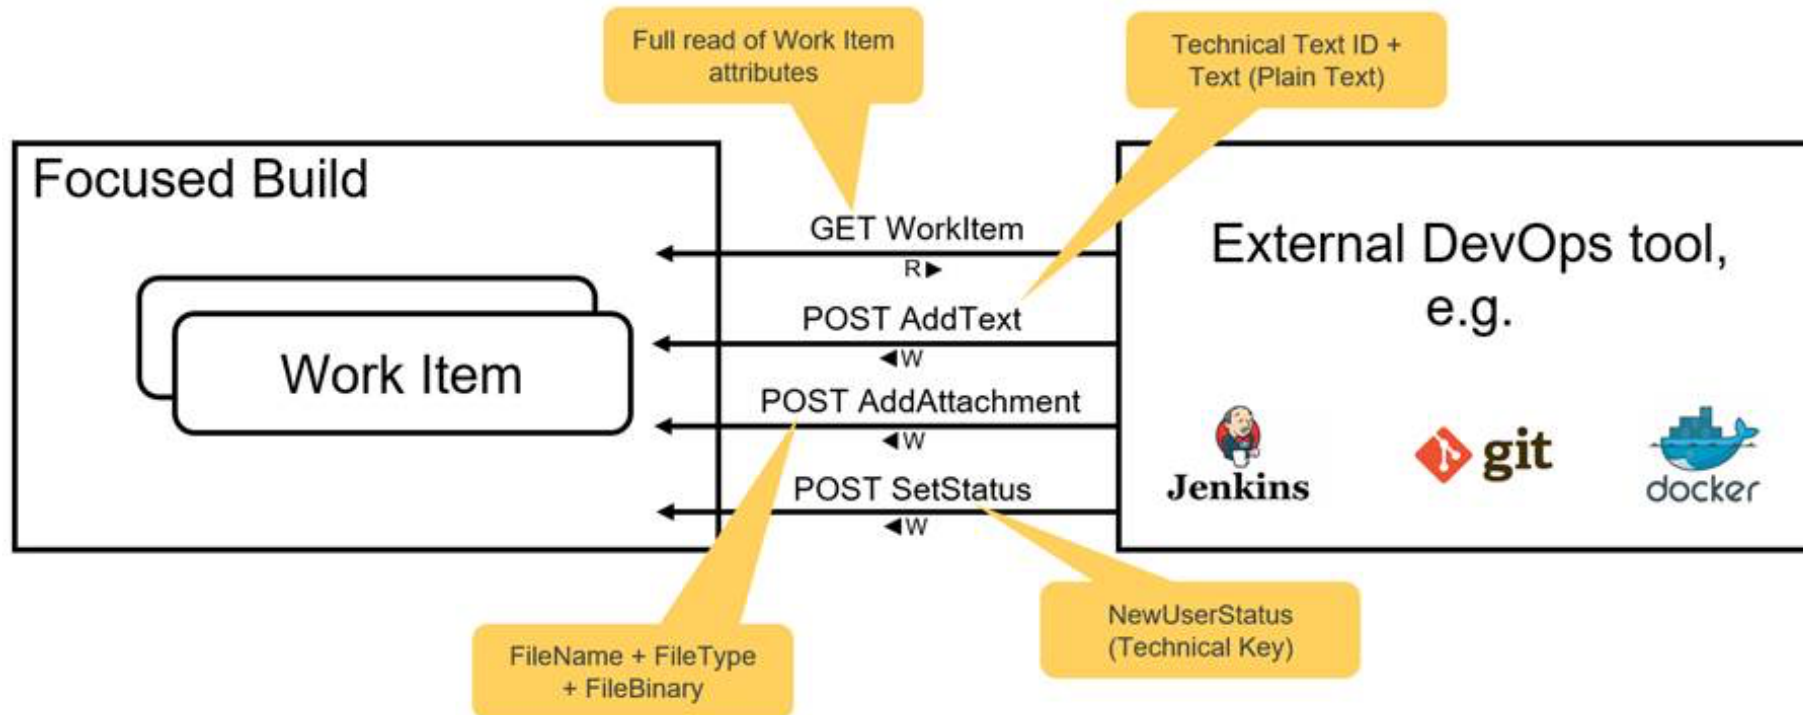 Full read of Work Item
attributes
Technical Text ID +
Text (Plain Text)
Focused Build
Work Item
GET WorkItem
R►
POST AddText
◄W
POST AddAttachment
◄W
POST SetStatus
◄W
External DevOps tool,
e.g.
Jenkins
git
docker
FileName + FileType
+ FileBinary
NewUserStatus
(Technical Key)